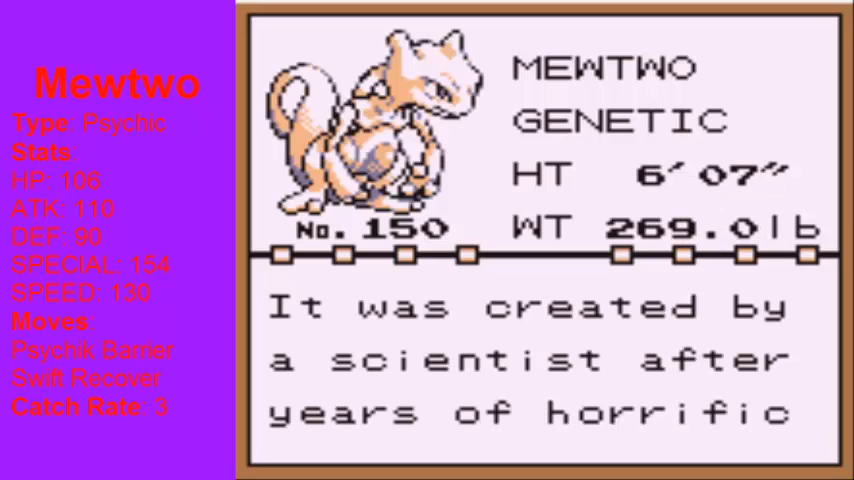 Mewtwo
Type: Psychic
Stats:
HP: 106
ATK: 110
DEF: 90
SPECIAL: 154
SPEED: 130
Moves:
Psychik Barrier
Swift Recover
Catch Rate: 3
MEWTWO
GENETIC
HT 6′07″
No. 150 WT 269.0lb
It was created by
a scientist after
years of horrific